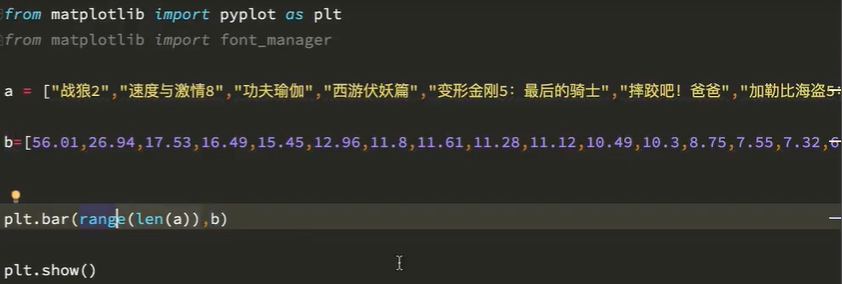 from matplotlib import pyplot as plt
from matplotlib import font_manager
a = ["战狼2","速度与激情8","功夫瑜伽","西游伏妖篇","变形金刚5：最后的骑士","摔跤吧！爸爸","加勒比海盗5
b=[56.01,26.94,17.53,16.49,15.45,12.96,11.8,11.61,11.28,11.12,10.49,10.3,8.75,7.55,7.32,6
plt.bar(range(len(a)),b)
plt.show()